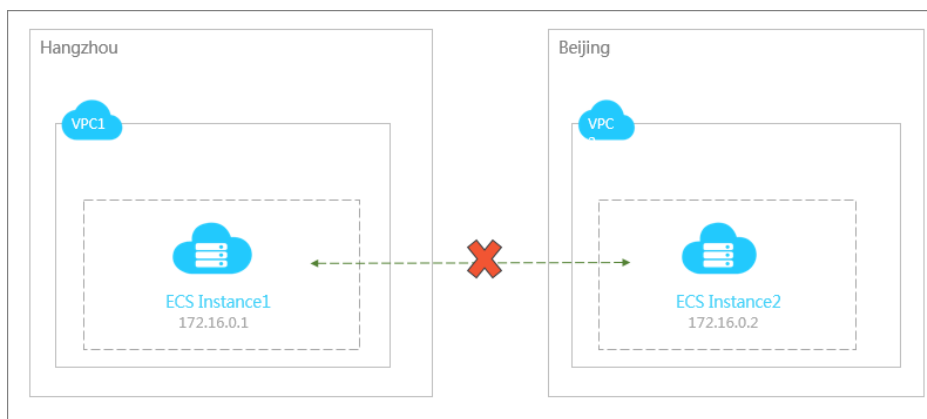 Hangzhou
Beijing
VPC1
VPC
ECS Instance1
172.16.0.1
ECS Instance2
172.16.0.2